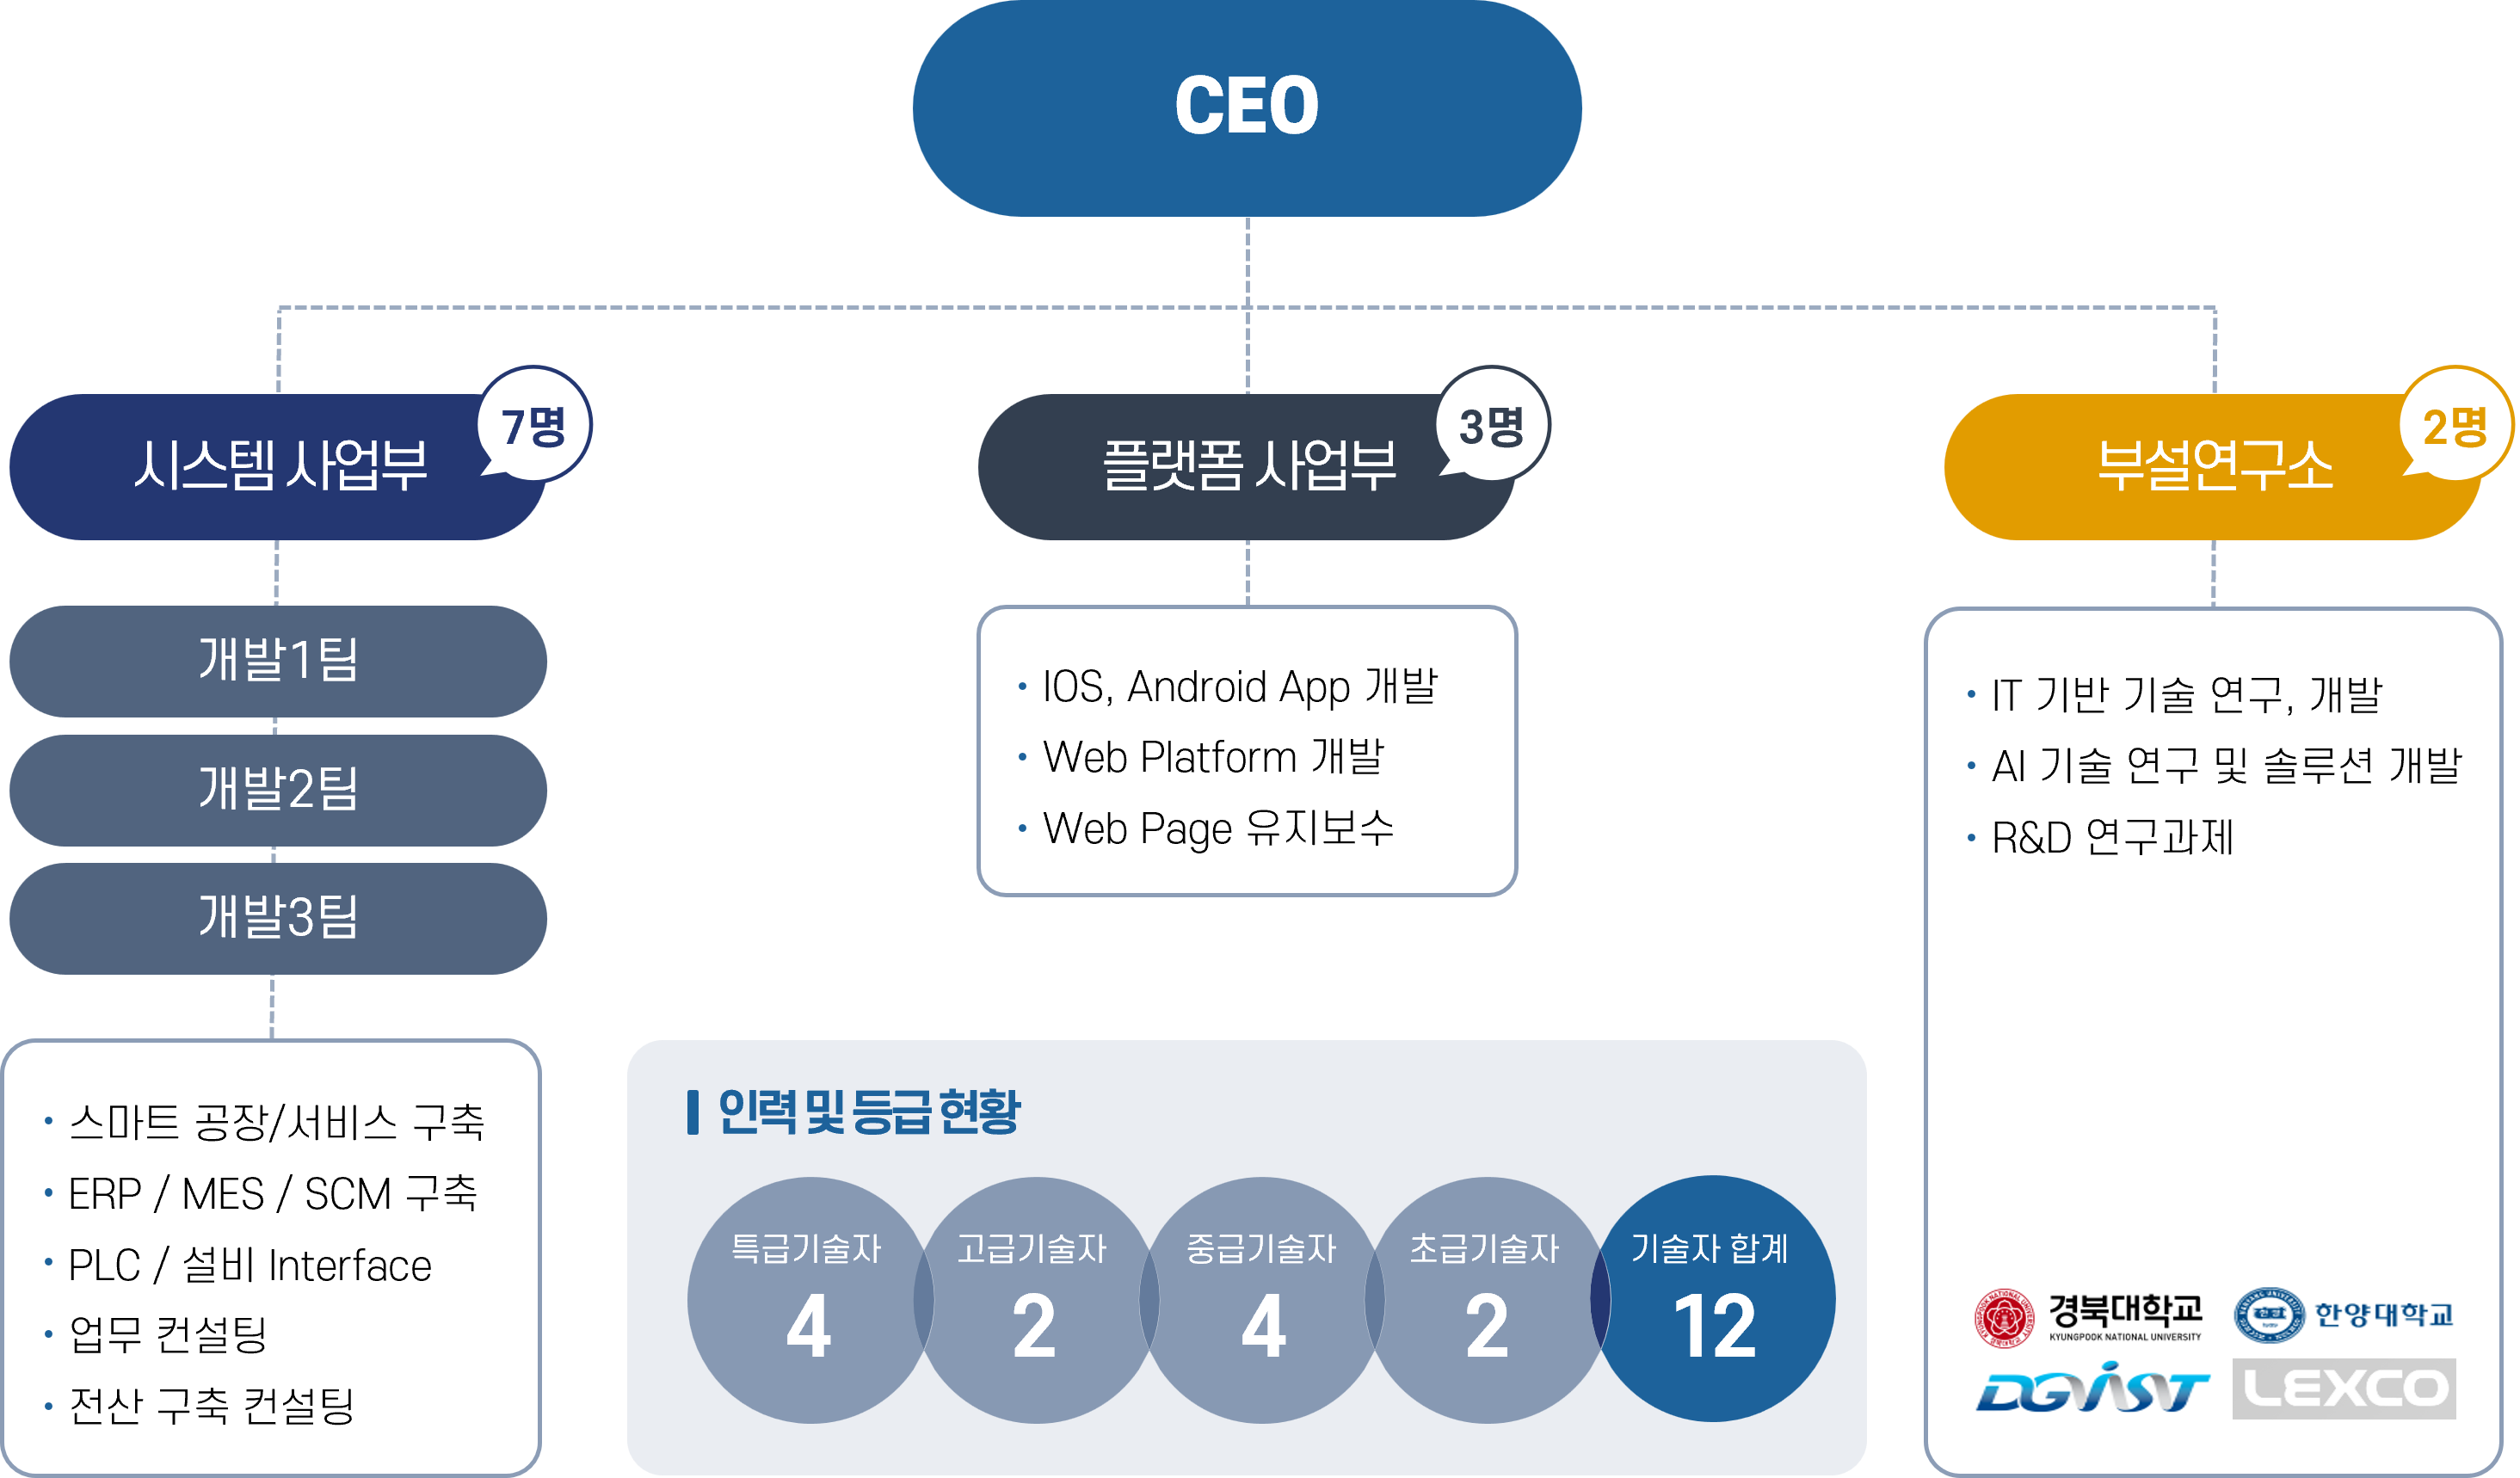 CEO
시스템 사업부
7명
플랫폼 사업부
3명
부설연구소
2명
개발1팀
개발2팀
개발3팀
• 스마트 공장/서비스 구축
• ERP / MES / SCM 구축
• PLC / 설비 Interface
• 업무 컨설팅
• 전산 구축 컨설팅
• IOS, Android App 개발
• Web Platform 개발
• Web Page 유지보수
• IT 기반 기술 연구, 개발
• AI 기술 연구 및 솔루션 개발
• R&D 연구과제
인력 및 등급 현황
특급기술자
4
고급기술자
2
중급기술자
4
초급기술자
2
기술자 합계
12
경북대학교
KYUNGPOOK NATIONAL UNIVERSITY
한양대학교
DGIST
LEXCO